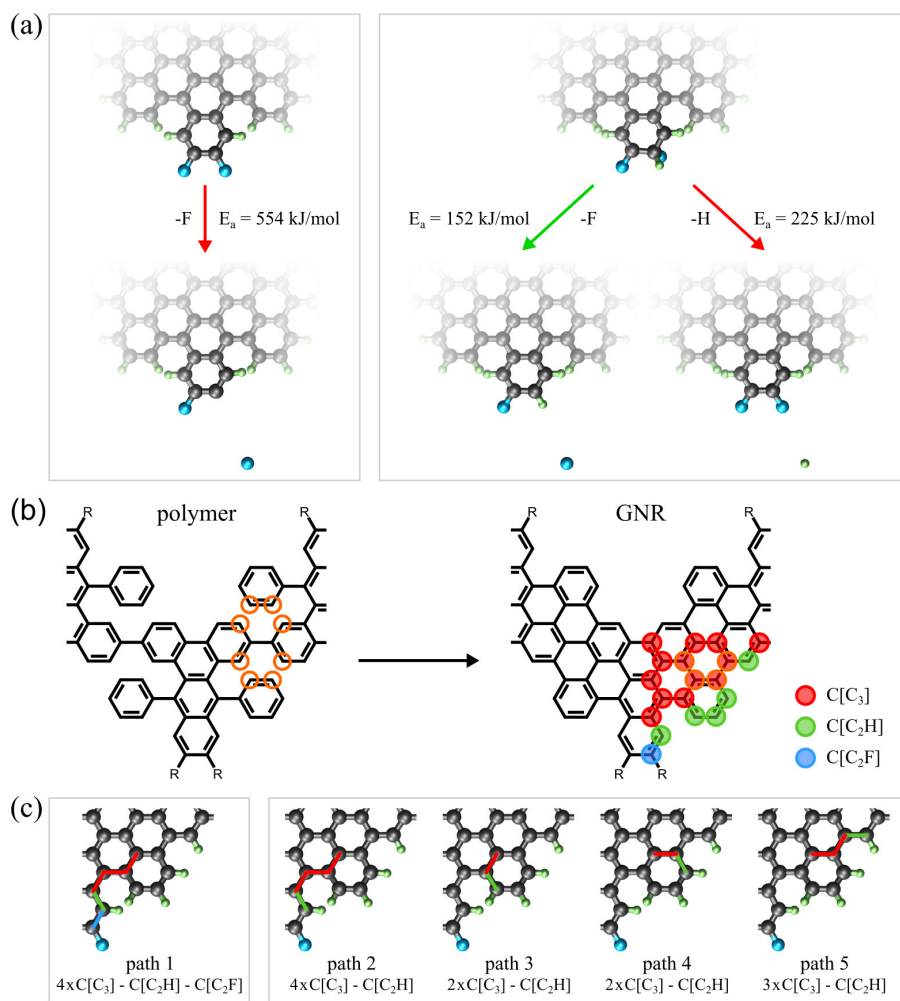 (a)
-F
Eₐ = 554 kJ/mol
Eₐ = 152 kJ/mol
-F
-H
Eₐ = 225 kJ/mol
(b)
polymer
GNR
R
R
R
R
R
R
R
R
C[C₃]
C[C₂H]
C[C₂F]
(c)
path 1
4xC[C₃] - C[C₂H] - C[C₂F]
path 2
4xC[C₃] - C[C₂H]
path 3
2xC[C₃] - C[C₂H]
path 4
2xC[C₃] - C[C₂H]
path 5
3xC[C₃] - C[C₂H]